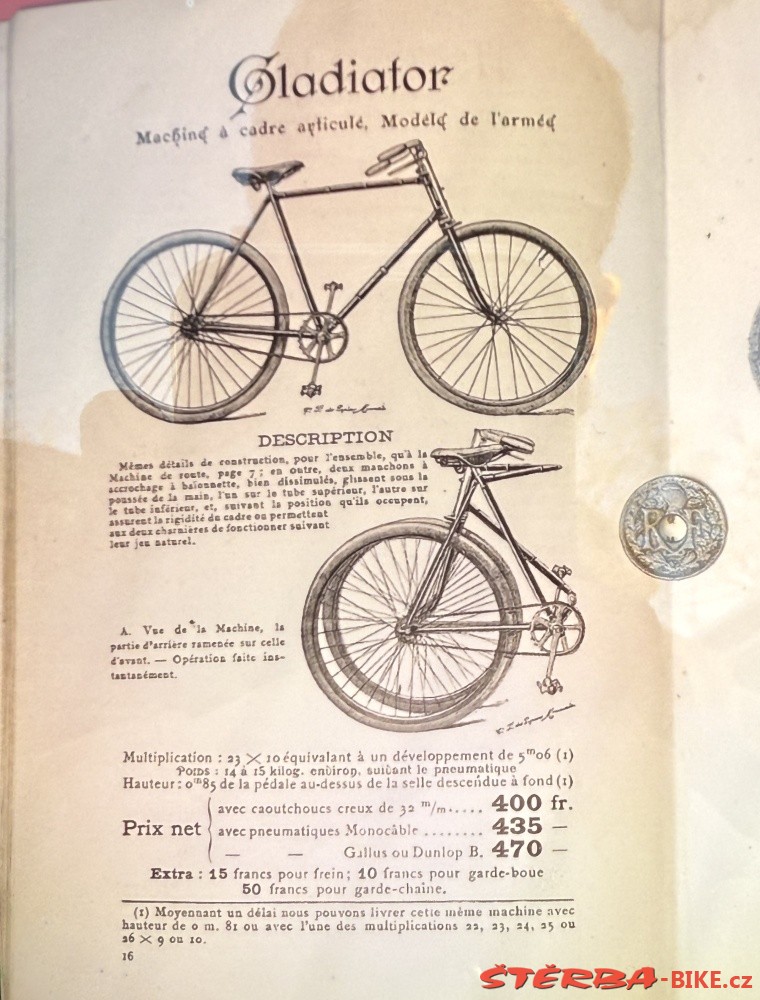 Gladiator
Machine à cadre articulé, Modèle de l'armée
DESCRIPTION
Mêmes détails de construction, pour l'ensemble, qu'à la
Machine de route, page 7 ; en outre, deux manchons à
accrochage à baïonnette, bien dissimulés, glissant sous la
poussée de la main, l'un sur le tube supérieur, l'autre sur
le tube inférieur, et, suivant la position qu'ils occupent,
assurent la rigidité du cadre ou permettent
aux deux charnières de fonctionner suivant
leur jeu naturel.
A. Vue de la Machine, la
partie d'arrière ramenée sur celle
d'avant. — Opération faite ins-
tantanément.
Multiplication : 23 × 10 équivalant à un développement de 5m06 (1)
Poids : 14 à 15 kilog. environ, suivant le pneumatique
Hauteur : 0m85 de la pédale au-dessus de la selle descendue à fond (1)
Prix net
avec caoutchoucs creux de 32 m/m..... 400 fr.
avec pneumatiques Monocâble ........ 435 —
— — Gallus ou Dunlop B. 470 —
Extra : 15 francs pour frein ; 10 francs pour garde-boue
50 francs pour garde-chaîne.
(1) Moyennant un délai nous pouvons livrer cette même machine avec
hauteur de 0 m. 81 ou avec l'une des multiplications 22, 23, 24, 25 ou
26 × 9 ou 10.
16
RF
ŠTĚRBA-BIKE.cz